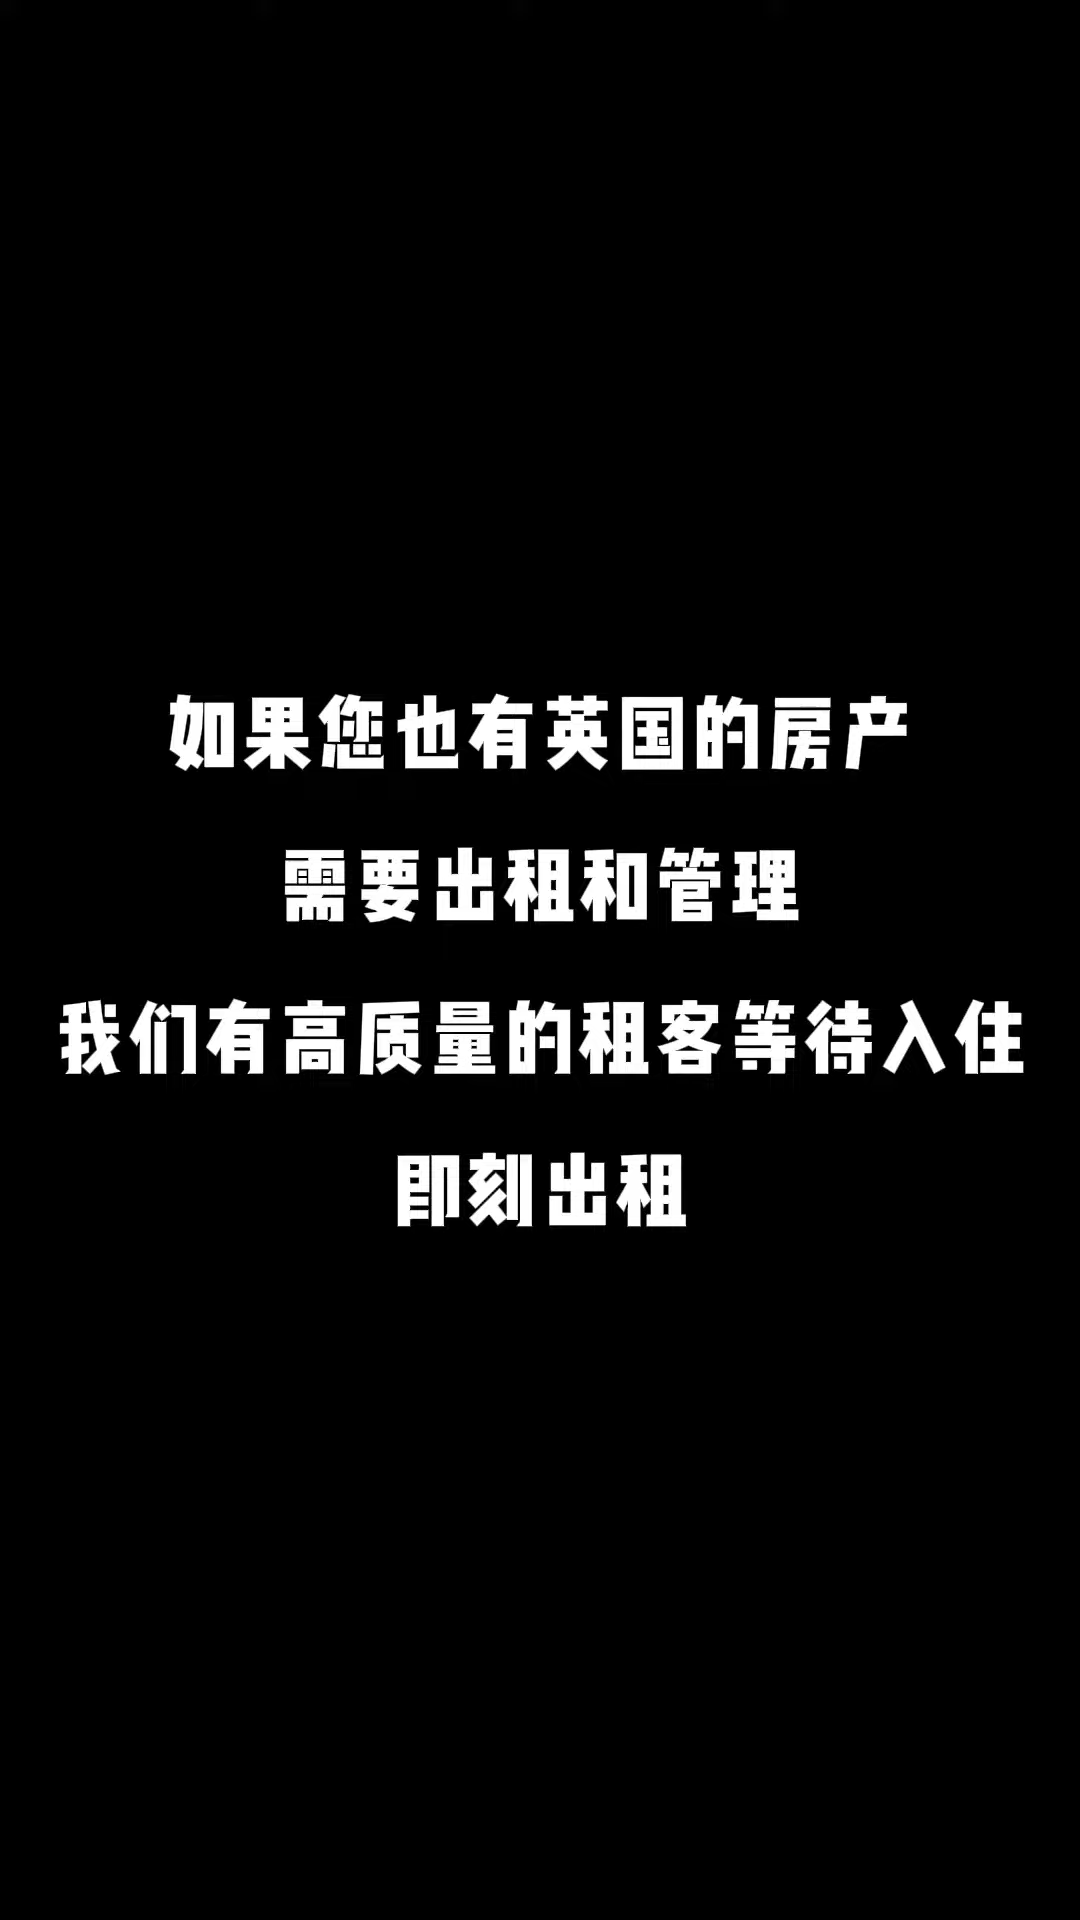 如果您也有英国的房产
需要出租和管理
我们有高质量的租客等待入住
即刻出租